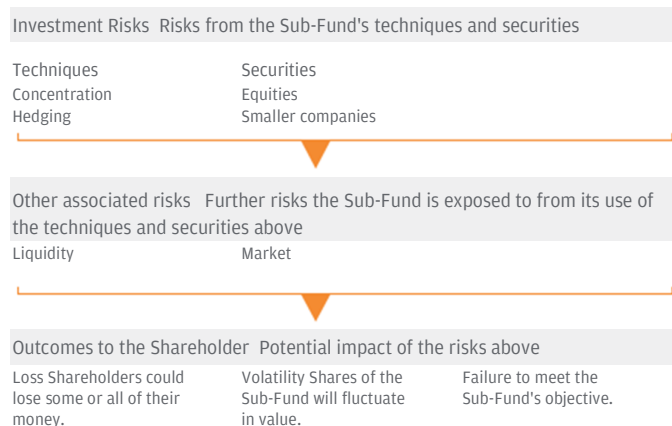 Investment Risks Risks from the Sub-Fund's techniques and securities
Techniques Securities
Concentration Equities
Hedging Smaller companies
Other associated risks Further risks the Sub-Fund is exposed to from its use of
the techniques and securities above
Liquidity Market
Outcomes to the Shareholder Potential impact of the risks above
Loss Shareholders could
lose some or all of their
money.
Volatility Shares of the
Sub-Fund will fluctuate
in value.
Failure to meet the
Sub-Fund's objective.